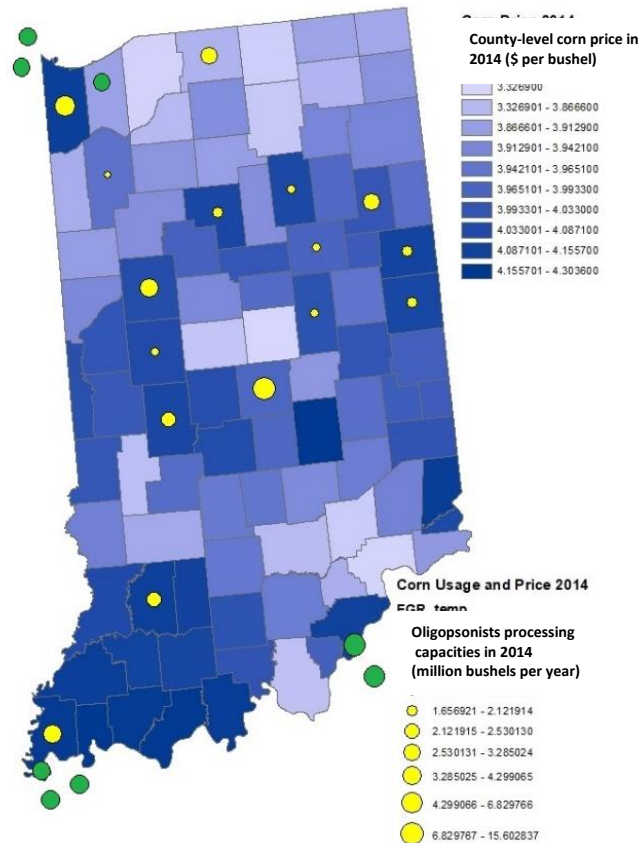 Corn Price 2014
County-level corn price in
2014 ($ per bushel)
3.326900
3.326901 - 3.866600
3.866601 - 3.912900
3.912901 - 3.942100
3.942101 - 3.965100
3.965101 - 3.993300
3.993301 - 4.033000
4.033001 - 4.087100
4.087101 - 4.155700
4.155701 - 4.303600
Corn Usage and Price 2014
Oligopsonists processing
capacities in 2014
(million bushels per year)
1.656921 - 2.121914
2.121915 - 2.530130
2.530131 - 3.285024
3.285025 - 4.299065
4.299066 - 6.829766
6.829767 - 15.602837